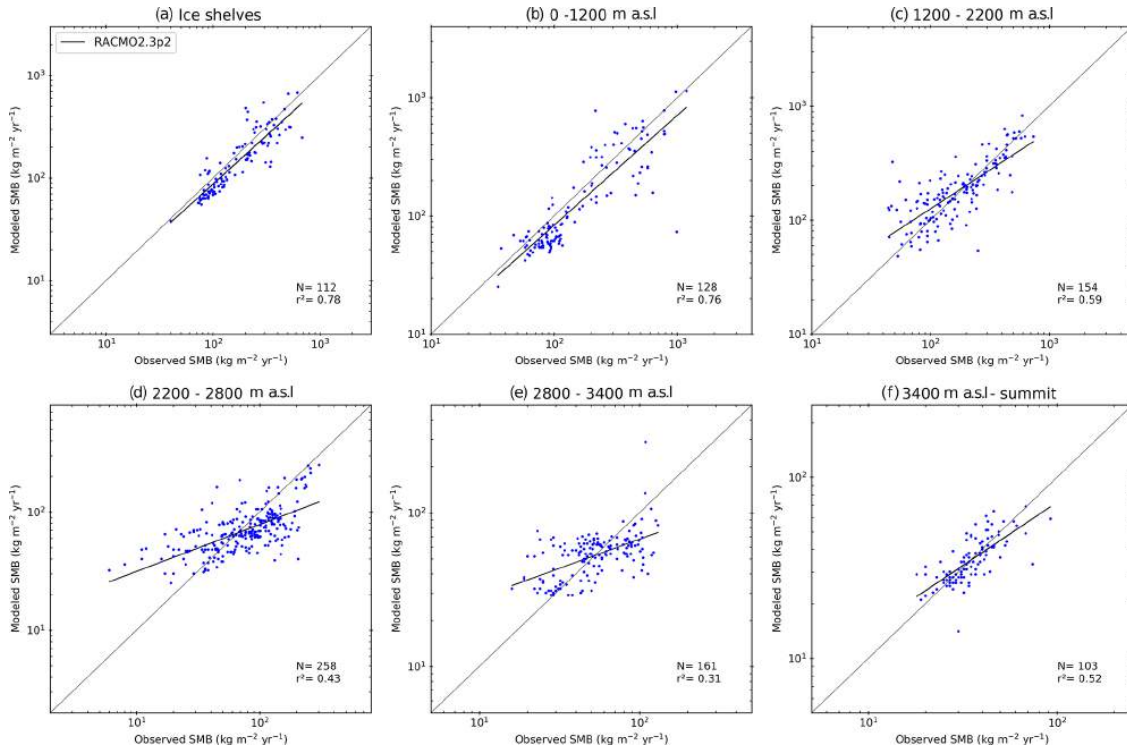 (a) Ice shelves
RACMO2.3p2
10³
10²
10¹
Modeled SMB (kg m⁻² yr⁻¹)
N= 112
r²= 0.78
10¹ 10² 10³
Observed SMB (kg m⁻² yr⁻¹)
(b) 0 -1200 m a.s.l
10³
10²
10¹
Modeled SMB (kg m⁻² yr⁻¹)
N= 128
r²= 0.76
10¹ 10² 10³
Observed SMB (kg m⁻² yr⁻¹)
(c) 1200 - 2200 m a.s.l
10³
10²
10¹
Modeled SMB (kg m⁻² yr⁻¹)
N= 154
r²= 0.59
10¹ 10² 10³
Observed SMB (kg m⁻² yr⁻¹)
(d) 2200 - 2800 m a.s.l
10²
10¹
Modeled SMB (kg m⁻² yr⁻¹)
N= 258
r²= 0.43
10¹ 10²
Observed SMB (kg m⁻² yr⁻¹)
(e) 2800 - 3400 m a.s.l
10²
10¹
Modeled SMB (kg m⁻² yr⁻¹)
N= 161
r²= 0.31
10¹ 10²
Observed SMB (kg m⁻² yr⁻¹)
(f) 3400 m a.s.l - summit
10²
10¹
Modeled SMB (kg m⁻² yr⁻¹)
N= 103
r²= 0.52
10¹ 10²
Observed SMB (kg m⁻² yr⁻¹)